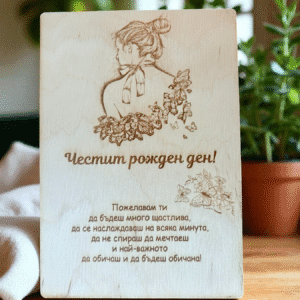 Честит рожден ден!
Пожелавам ти
да бъдеш много щастлива,
да се наслаждаваш на всяка минута,
да не спираш да мечтаеш
и най-важното
да обичаш и да бъдеш обичана!